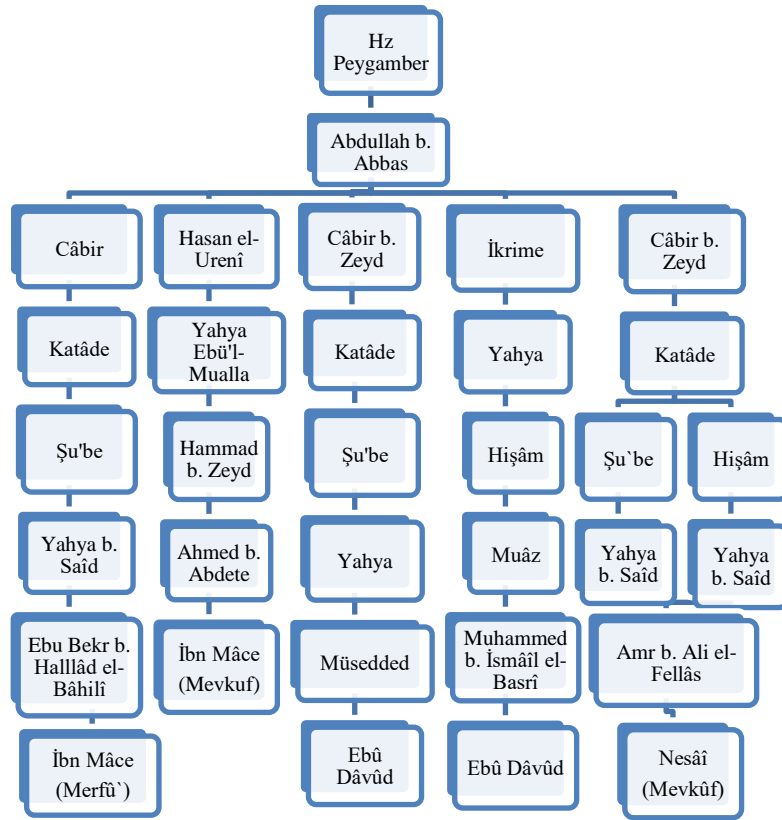 Hz
Peygamber
Abdullah b.
Abbas
Câbir
Hasan el-
Urenî
Câbir b.
Zeyd
İkrime
Câbir b.
Zeyd
Katâde
Yahya
Ebü'l-
Mualla
Katâde
Yahya
Katâde
Şu'be
Hammad
b. Zeyd
Şu'be
Hişâm
Şu`be
Hişâm
Yahya b.
Saîd
Ahmed b.
Abdete
Yahya
Muâz
Yahya
b. Saîd
Yahya
b. Saîd
Ebu Bekr b.
Halllâd el-
Bâhilî
İbn Mâce
(Mevkuf)
Müsedded
Muhammed
b. İsmâîl el-
Basrî
Amr b. Ali el-
Fellâs
İbn Mâce
(Merfû`)
Ebû
Dâvûd
Ebû Dâvûd
Nesâî
(Mevkûf)